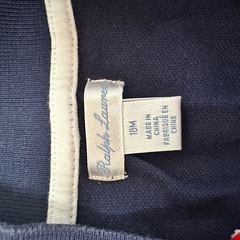 Ralph Lauren
18M
MADE IN
CHINA
FABRIQUÉ EN
CHINE